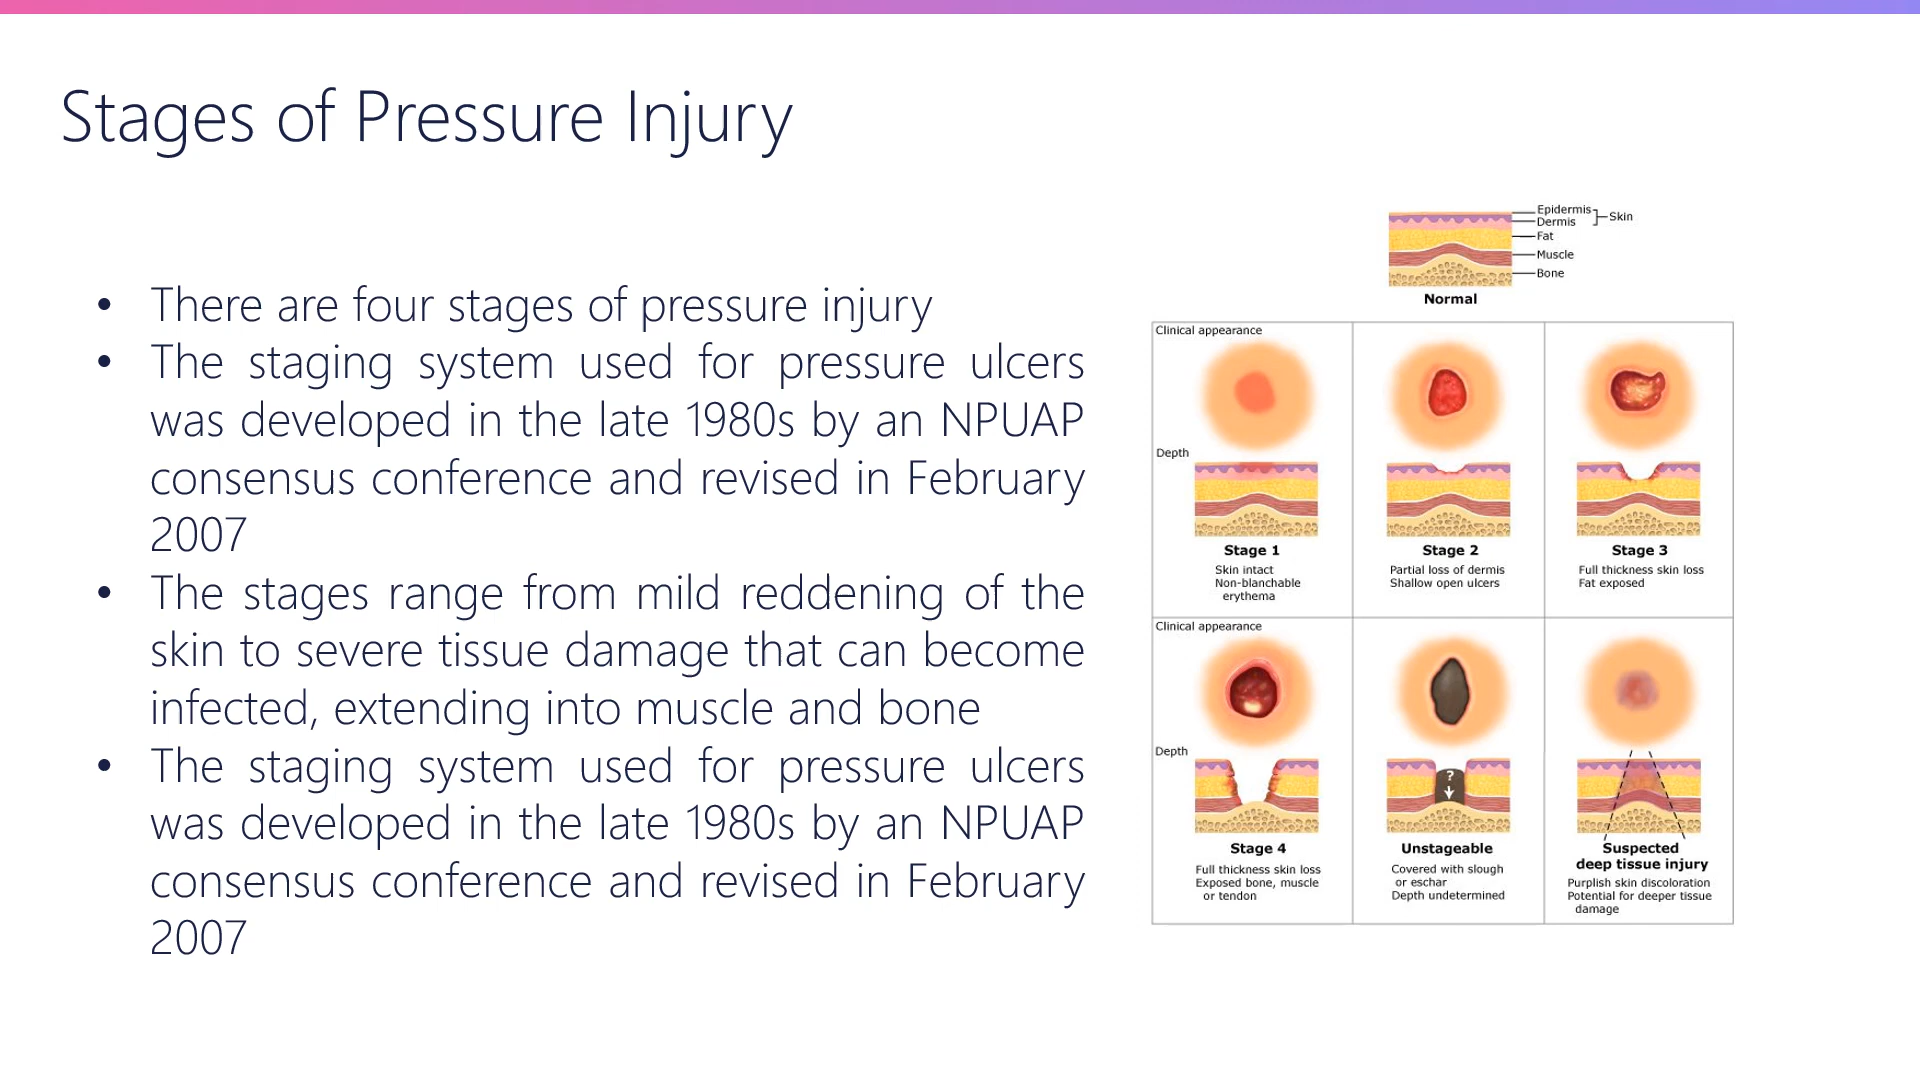 Stages of Pressure Injury
• There are four stages of pressure injury
• The staging system used for pressure ulcers
was developed in the late 1980s by an NPUAP
consensus conference and revised in February
2007
• The stages range from mild reddening of the
skin to severe tissue damage that can become
infected, extending into muscle and bone
• The staging system used for pressure ulcers
was developed in the late 1980s by an NPUAP
consensus conference and revised in February
2007
Epidermis
Dermis
Skin
Fat
Muscle
Bone
Normal
Clinical appearance
Depth
Stage 1
Skin intact
Non-blanchable
erythema
Stage 2
Partial loss of dermis
Shallow open ulcers
Stage 3
Full thickness skin loss
Fat exposed
Clinical appearance
Depth
Stage 4
Full thickness skin loss
Exposed bone, muscle
or tendon
?
Unstageable
Covered with slough
or eschar
Depth undetermined
Suspected
deep tissue injury
Purplish skin discoloration
Potential for deeper tissue
damage